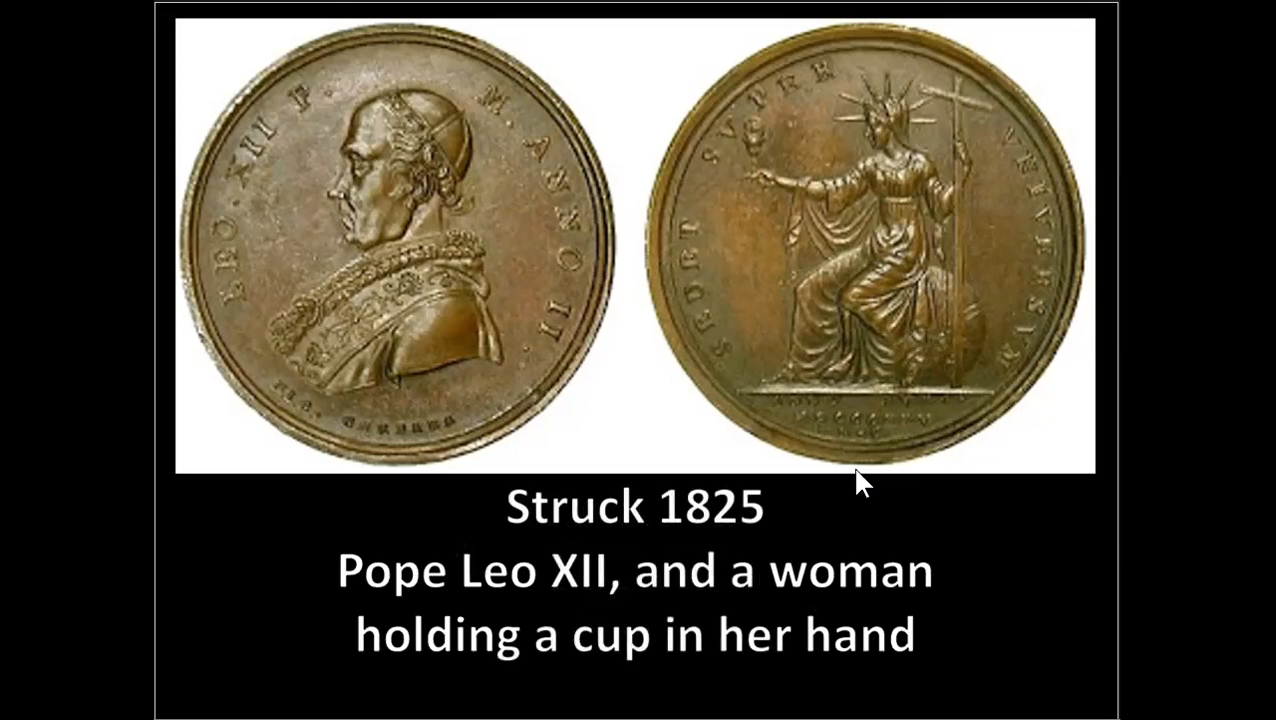 LEO. XII P. M. ANNO II.
SEDET SVPER VNIVERSVM
Struck 1825
Pope Leo XII, and a woman
holding a cup in her hand